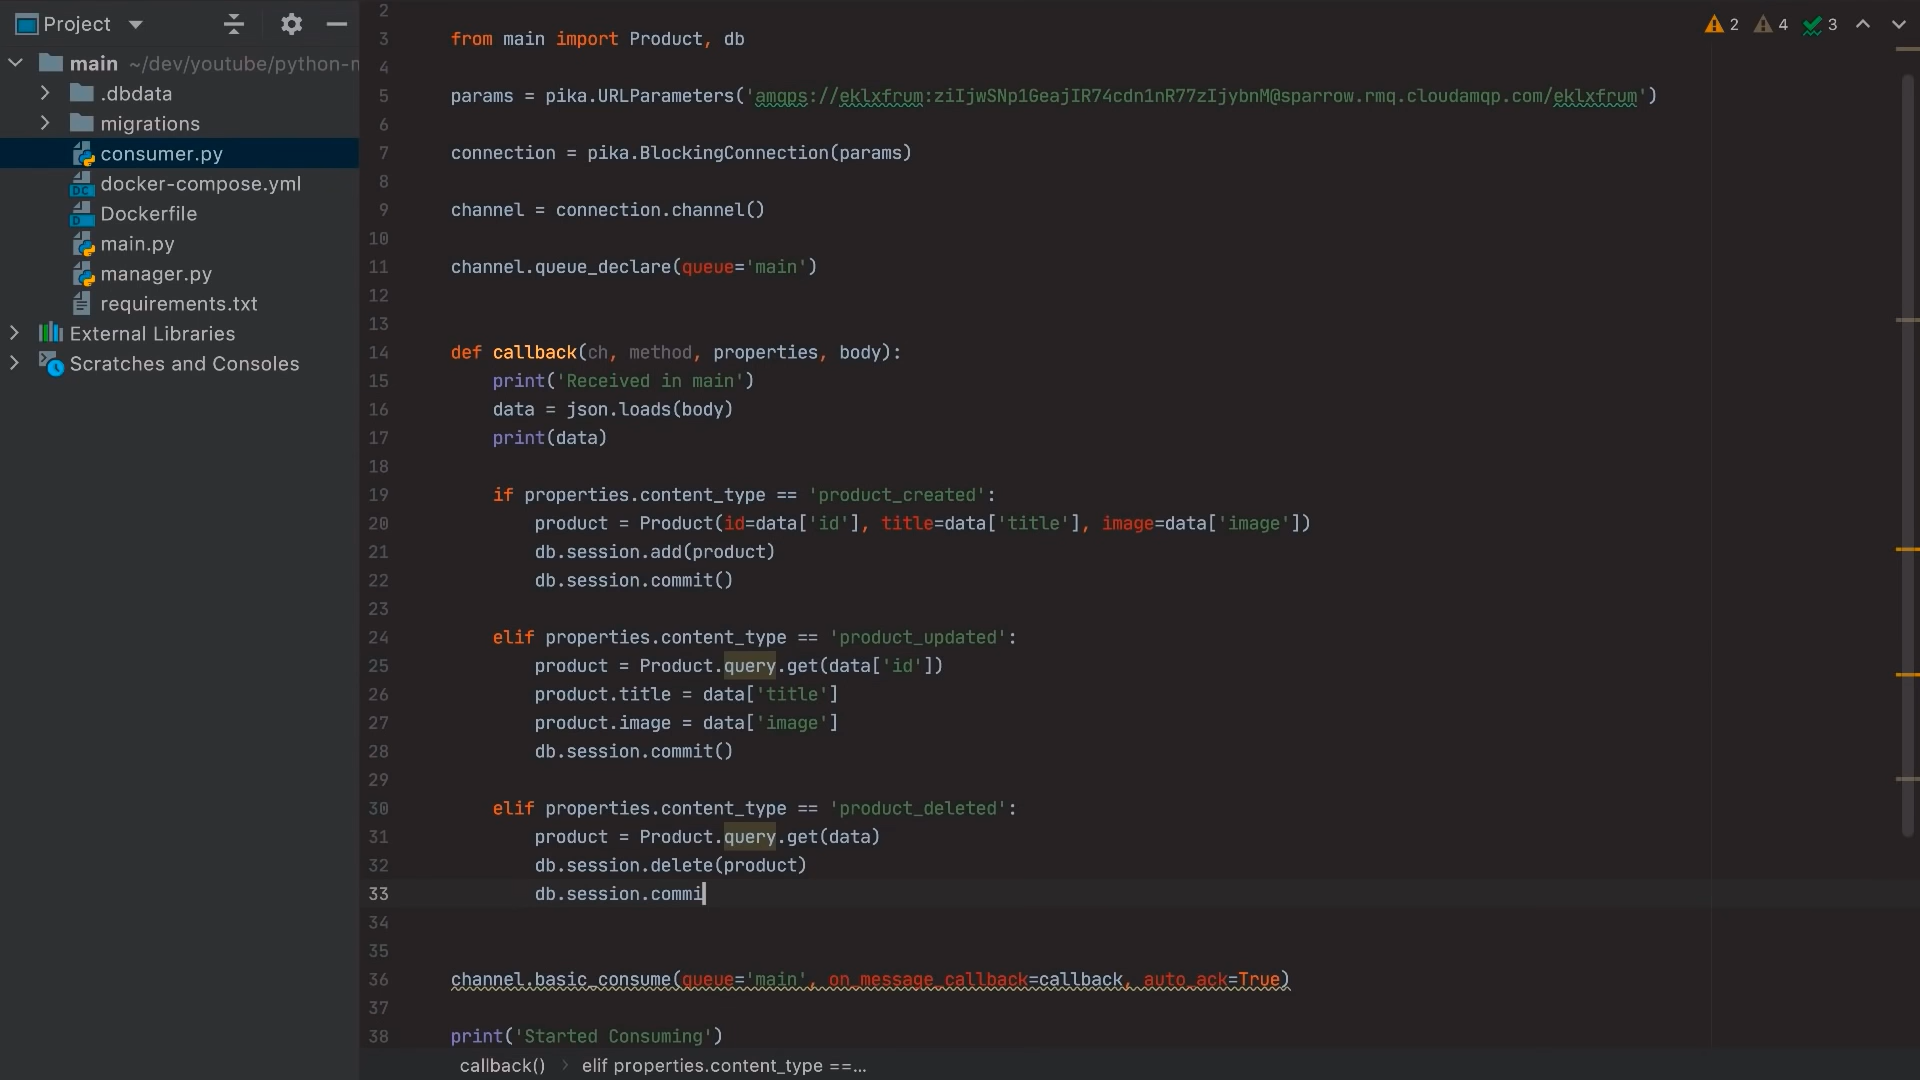 Project
2 4 3
main ~/dev/youtube/python-m
.dbdata
migrations
consumer.py
docker-compose.yml
Dockerfile
main.py
manager.py
requirements.txt
External Libraries
Scratches and Consoles
2
3 from main import Product, db
4
5 params = pika.URLParameters('amqps://eklxfrum:ziIjwSNp1GeajIR74cdn1nR77zIjybnM@sparrow.rmq.cloudamqp.com/eklxfrum')
6
7 connection = pika.BlockingConnection(params)
8
9 channel = connection.channel()
10
11 channel.queue_declare(queue='main')
12
13
14 def callback(ch, method, properties, body):
15 print('Received in main')
16 data = json.loads(body)
17 print(data)
18
19 if properties.content_type == 'product_created':
20 product = Product(id=data['id'], title=data['title'], image=data['image'])
21 db.session.add(product)
22 db.session.commit()
23
24 elif properties.content_type == 'product_updated':
25 product = Product.query.get(data['id'])
26 product.title = data['title']
27 product.image = data['image']
28 db.session.commit()
29
30 elif properties.content_type == 'product_deleted':
31 product = Product.query.get(data)
32 db.session.delete(product)
33 db.session.commi
34
35
36 channel.basic_consume(queue='main', on_message_callback=callback, auto_ack=True)
37
38 print('Started Consuming')
callback() › elif properties.content_type ==...